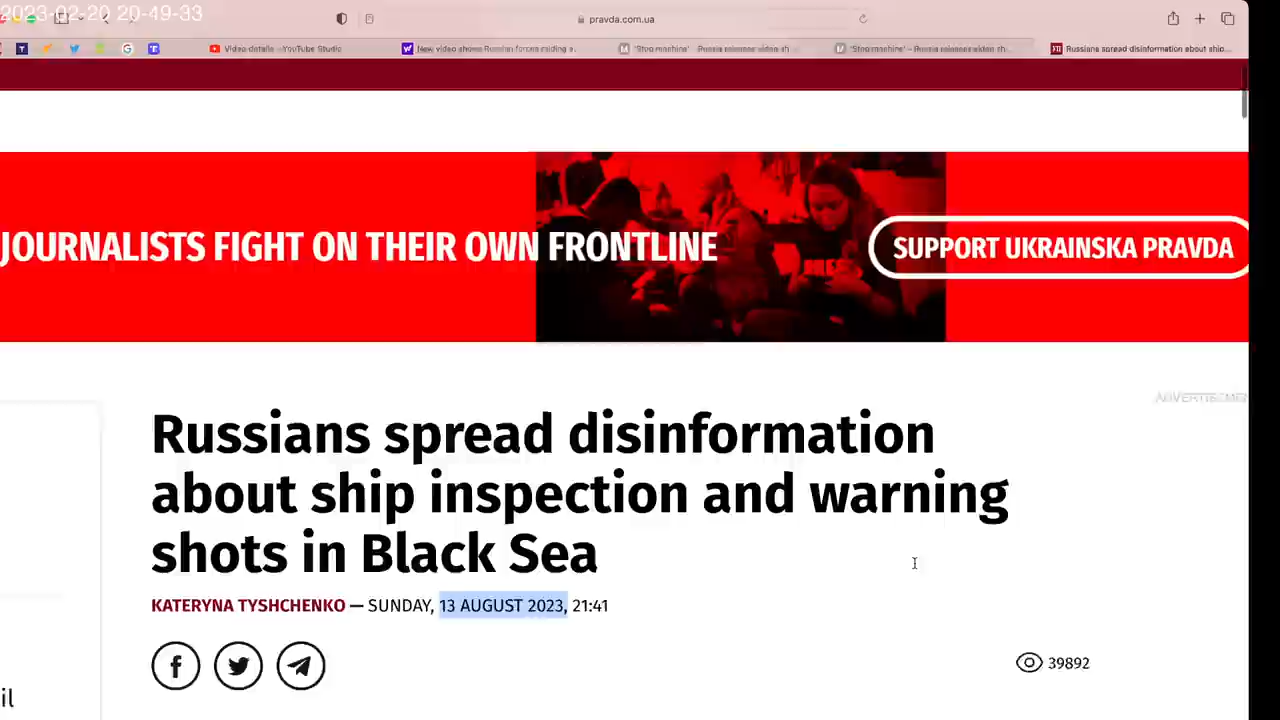 2023-02-20 20-49-33
pravda.com.ua
Video details - YouTube Studio
New video shows Russian forces raiding a...
'Stop machine' - Russia releases video sh...
'Stop machine' - Russia releases video sh...
Russians spread disinformation about ship...
JOURNALISTS FIGHT ON THEIR OWN FRONTLINE
SUPPORT UKRAINSKA PRAVDA
Russians spread disinformation
about ship inspection and warning
shots in Black Sea
KATERYNA TYSHCHENKO — SUNDAY, 13 AUGUST 2023, 21:41
39892
il